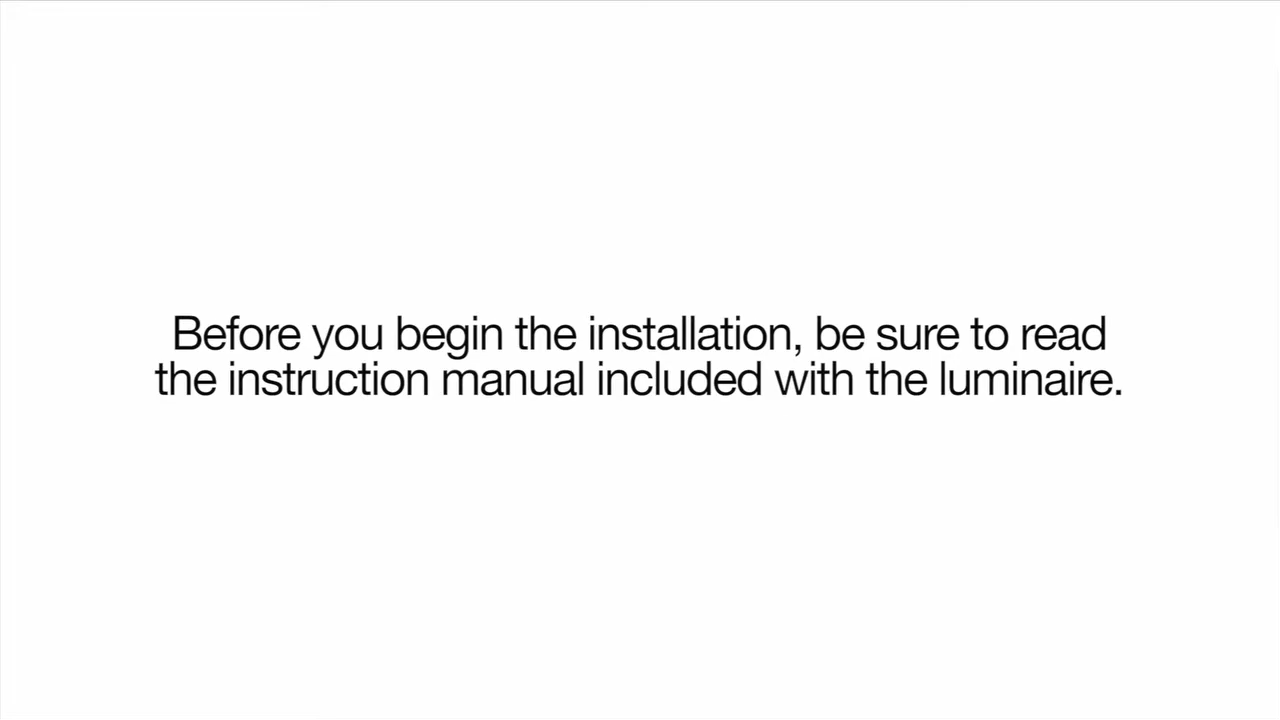 Before you begin the installation, be sure to read
the instruction manual included with the luminaire.